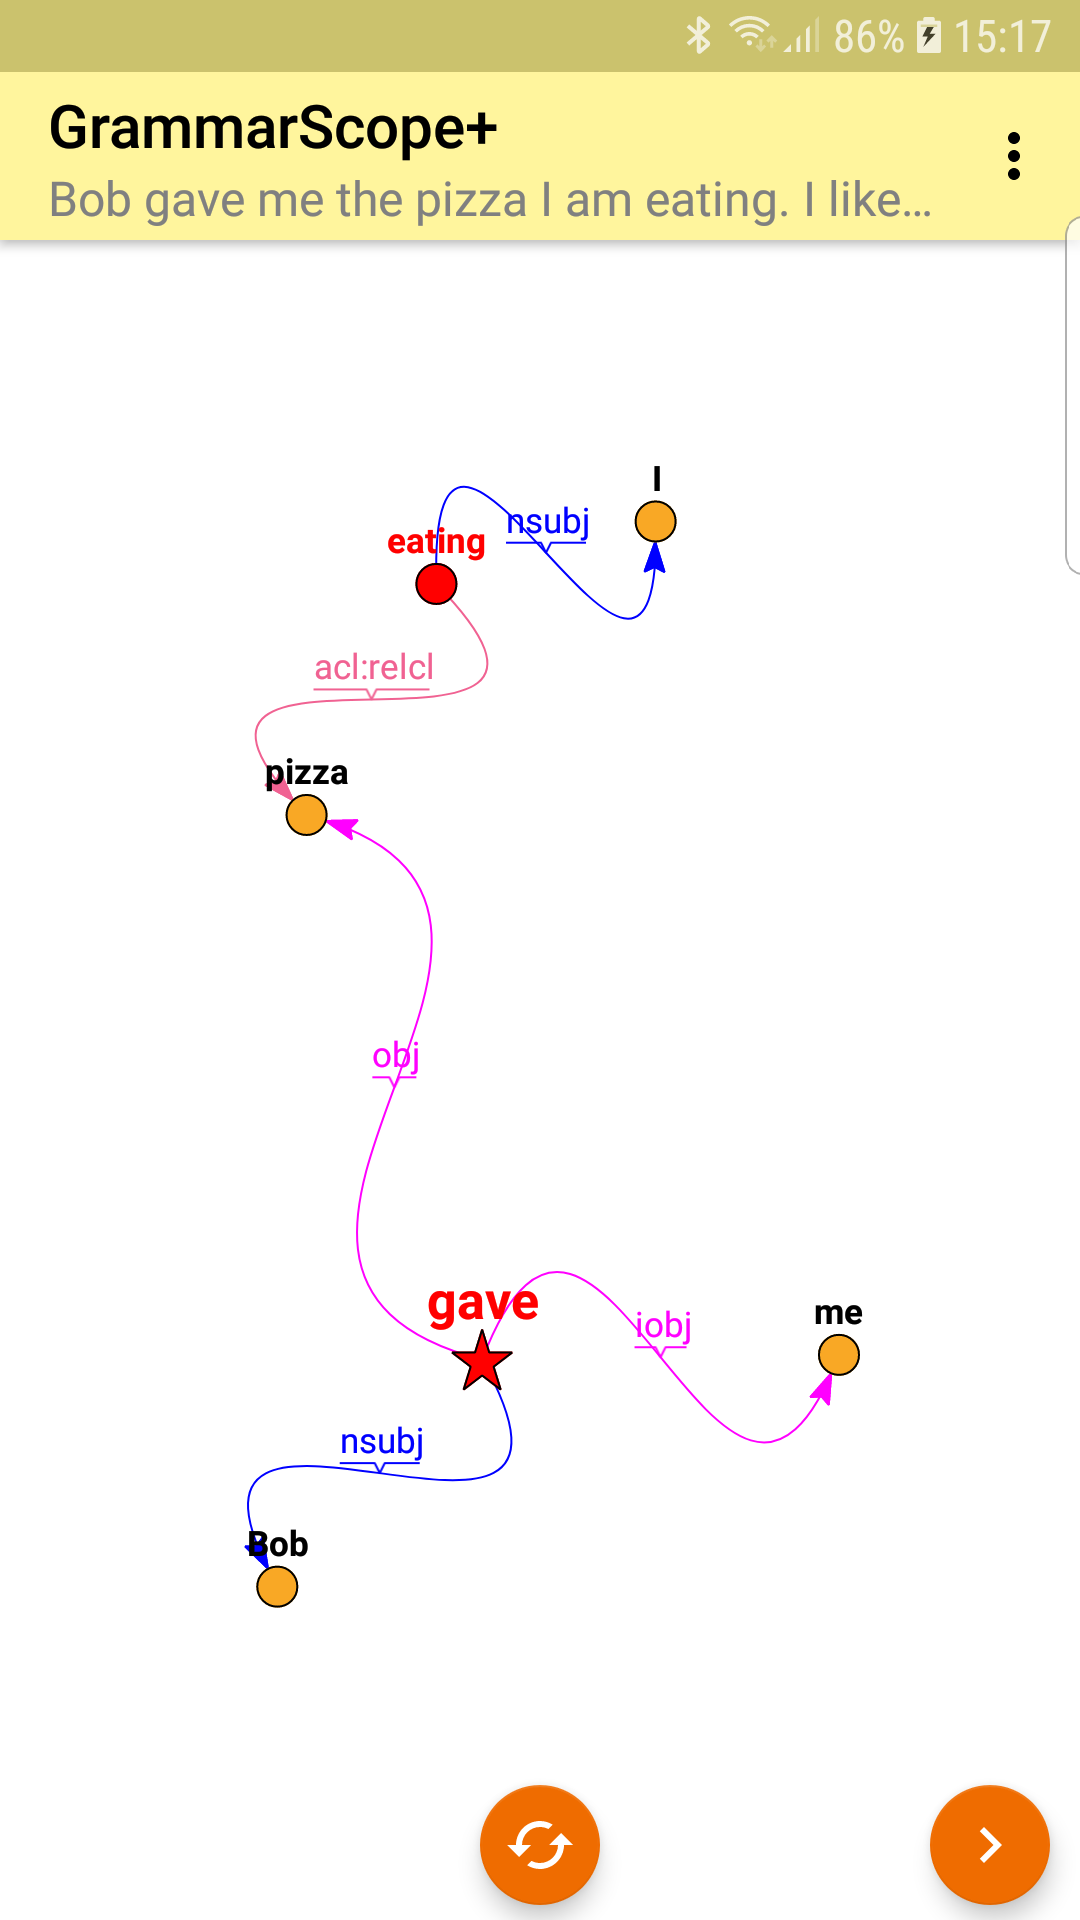 86% 15:17
GrammarScope+
Bob gave me the pizza I am eating. I like...
I
nsubj
eating
acl:relcl
pizza
obj
gave
me
iobj
nsubj
Bob